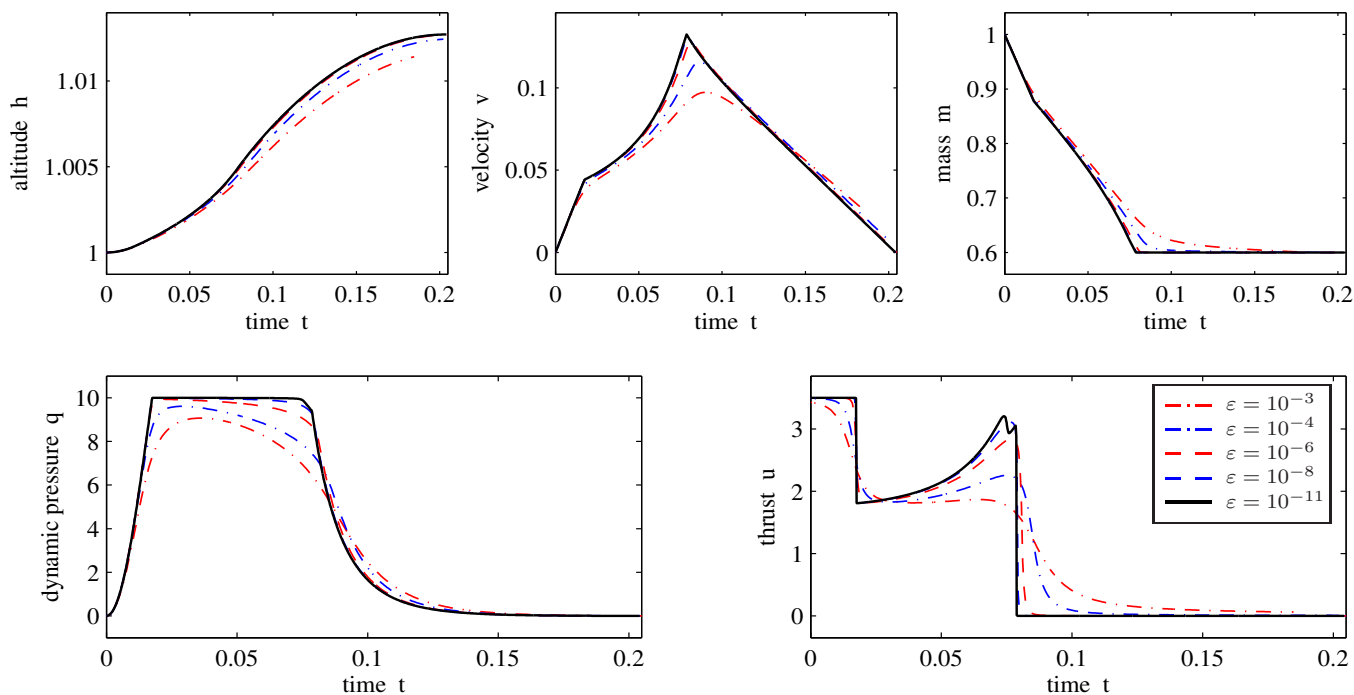 altitude h
1.01
1.005
1
0 0.05 0.1 0.15 0.2
time t
velocity v
0.1
0.05
0
0 0.05 0.1 0.15 0.2
time t
mass m
1
0.9
0.8
0.7
0.6
0 0.05 0.1 0.15 0.2
time t
dynamic pressure q
10
8
6
4
2
0
0 0.05 0.1 0.15 0.2
time t
thrust u
3
2
1
0
0 0.05 0.1 0.15 0.2
time t
ε = 10⁻³
ε = 10⁻⁴
ε = 10⁻⁶
ε = 10⁻⁸
ε = 10⁻¹¹